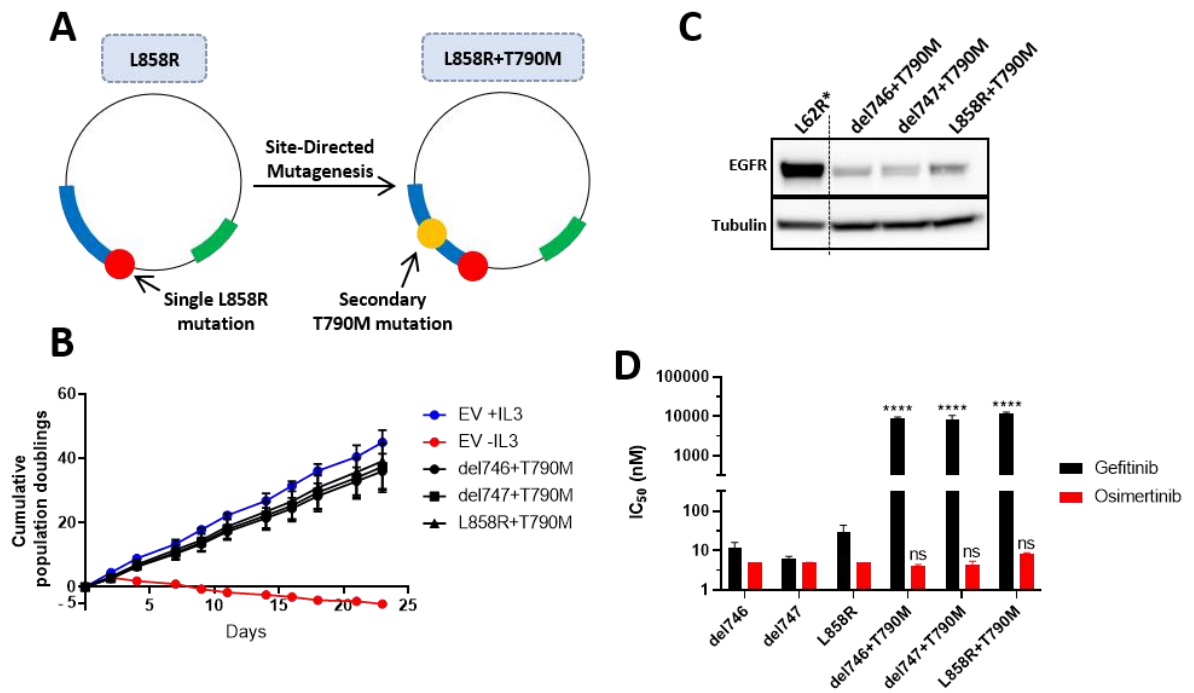 A
L858R
L858R+T790M
Site-Directed
Mutagenesis
Single L858R
mutation
Secondary
T790M mutation
B
Cumulative
population doublings
60
40
20
0
- 5
5
10
15
20
25
Days
EV +IL3
EV -IL3
del746+T790M
del747+T790M
L858R+T790M
C
L62R*
del746+T790M
del747+T790M
L858R+T790M
EGFR
Tubulin
D
IC50 (nM)
100000
10000
1000
100
10
1
****
****
****
ns
ns
ns
del746
del747
L858R
del746+T790M
del747+T790M
L858R+T790M
Gefitinib
Osimertinib